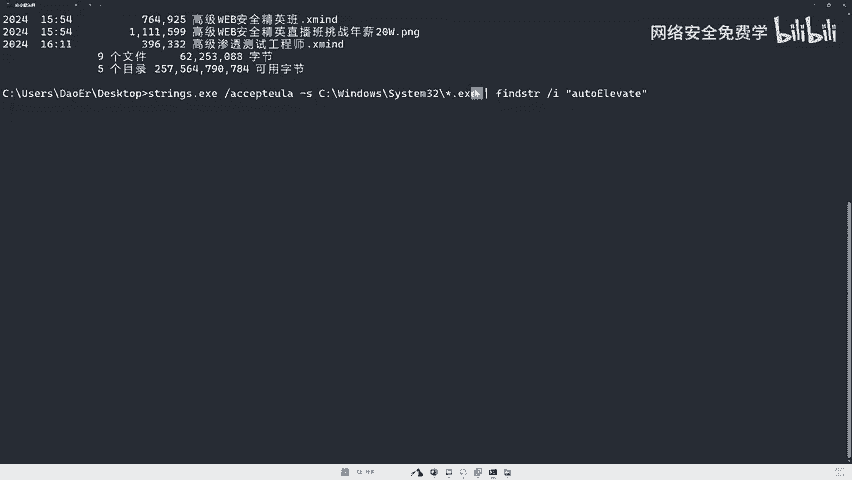 2024 15:54 764,925 高级WEB安全精英班.xmind
2024 15:54 1,111,599 高级WEB安全精英直播班挑战年薪20W.png
2024 16:11 396,332 高级渗透测试工程师.xmind
9 个文件 62,253,088 字节
5 个目录 257,564,790,784 可用字节
网络安全免费学 bilibili
C:\Users\DaoEr\Desktop>strings.exe /accepteula -s C:\Windows\System32\*.exe | findstr /i "autoElevate"